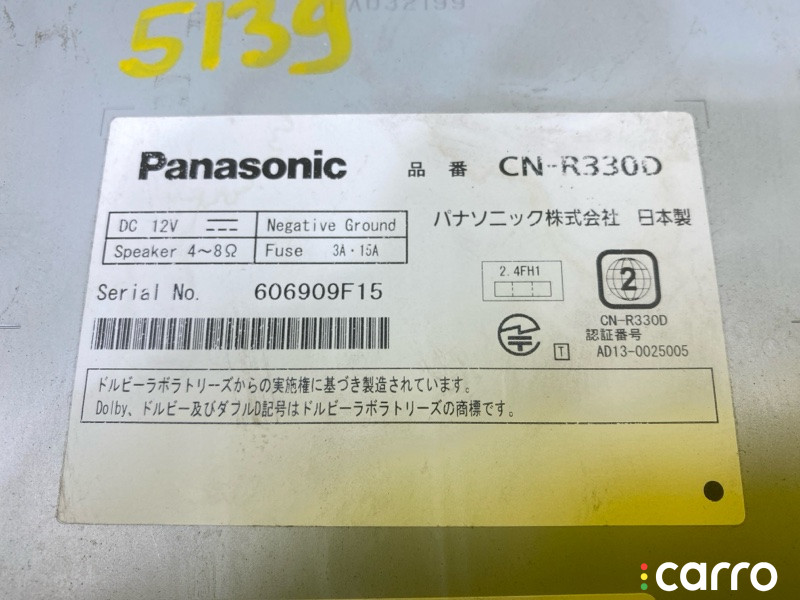 5139
Panasonic 品番 CN-R330D
DC 12V Negative Ground
Speaker 4〜8Ω Fuse 3A・15A
パナソニック株式会社 日本製
Serial No. 606909F15
2.4FH1
2
CN-R330D
認証番号
T AD13-0025005
ドルビーラボラトリーズからの実施権に基づき製造されています。
Dolby、ドルビー及びダブルD記号はドルビーラボラトリーズの商標です。
carro